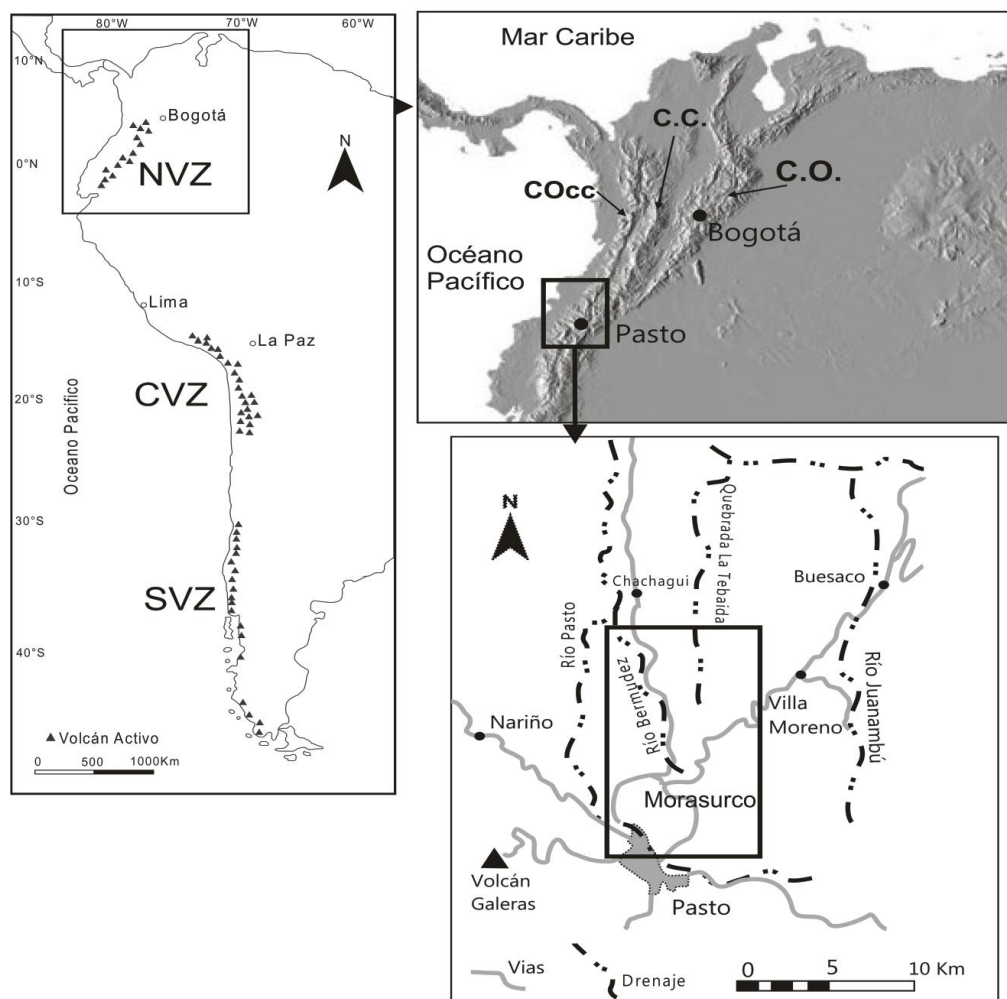 80°W
70°W
60°W
10°N
Bogotá
0°N
N
NVZ
10°S
Lima
La Paz
CVZ
20°S
Oceano Pacífico
30°S
SVZ
40°S
Volcán Activo
0 500 1000Km
Mar Caribe
C.C.
COcc
C.O.
Bogotá
Océano
Pacífico
Pasto
N
Chachagui
Quebrada La Tebaida
Buesaco
Río Pasto
Río Bermudez
Río Juanambú
Villa
Moreno
Nariño
Morasurco
Volcán
Galeras
Pasto
Vias
Drenaje
0 5 10 Km